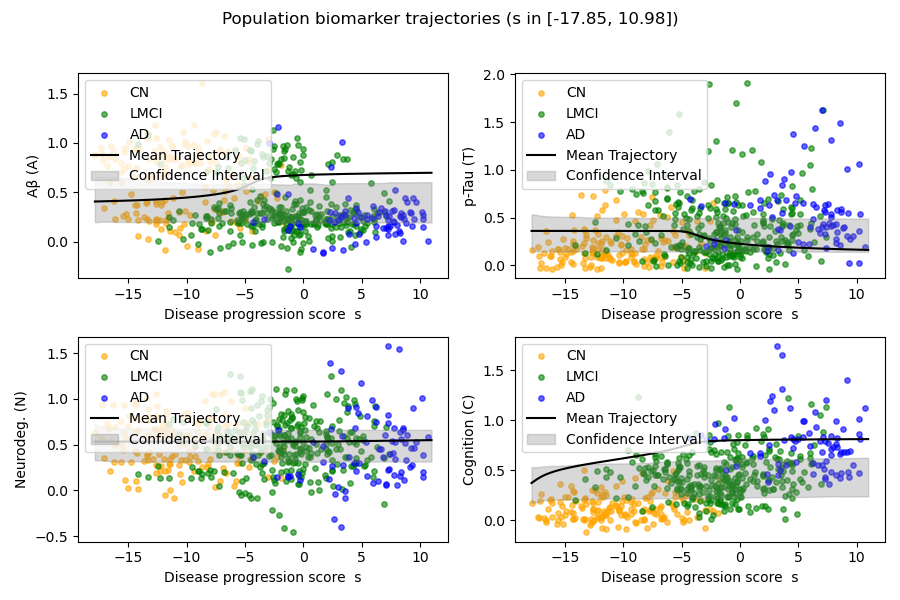 Population biomarker trajectories (s in [-17.85, 10.98])
Aβ (A)
1.5
1.0
0.5
0.0
CN
LMCI
AD
Mean Trajectory
Confidence Interval
−15 −10 −5 0 5 10
Disease progression score s
p-Tau (T)
2.0
1.5
1.0
0.5
0.0
CN
LMCI
AD
Mean Trajectory
Confidence Interval
−15 −10 −5 0 5 10
Disease progression score s
Neurodeg. (N)
1.5
1.0
0.5
0.0
−0.5
CN
LMCI
AD
Mean Trajectory
Confidence Interval
−15 −10 −5 0 5 10
Disease progression score s
Cognition (C)
1.5
1.0
0.5
0.0
CN
LMCI
AD
Mean Trajectory
Confidence Interval
−15 −10 −5 0 5 10
Disease progression score s